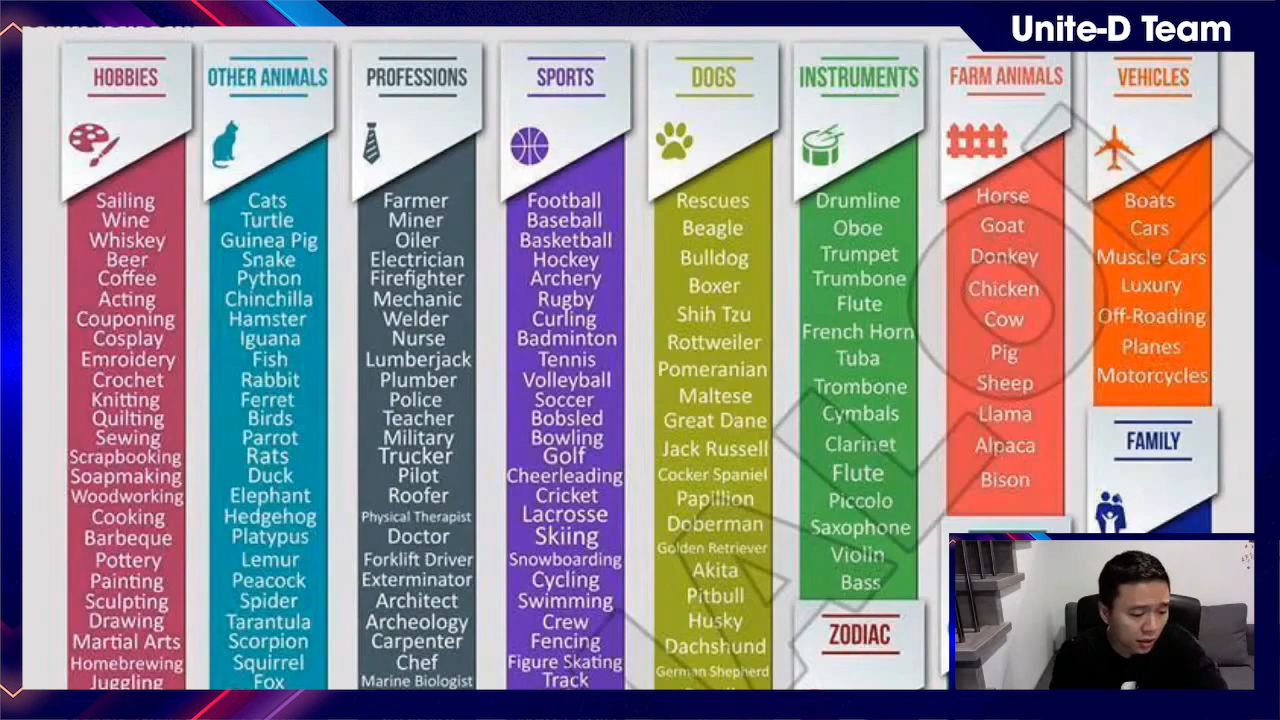 Unite-D Team
HOBBIES
Sailing
Wine
Whiskey
Beer
Coffee
Acting
Couponing
Cosplay
Emroidery
Crochet
Knitting
Quilting
Sewing
Scrapbooking
Soapmaking
Woodworking
Cooking
Barbeque
Pottery
Painting
Sculpting
Drawing
Martial Arts
Homebrewing
Juggling
OTHER ANIMALS
Cats
Turtle
Guinea Pig
Snake
Python
Chinchilla
Hamster
Iguana
Fish
Rabbit
Ferret
Birds
Parrot
Rats
Duck
Elephant
Hedgehog
Platypus
Lemur
Peacock
Spider
Tarantula
Scorpion
Squirrel
Fox
PROFESSIONS
Farmer
Miner
Oiler
Electrician
Firefighter
Mechanic
Welder
Nurse
Lumberjack
Plumber
Police
Teacher
Military
Trucker
Pilot
Roofer
Physical Therapist
Doctor
Forklift Driver
Exterminator
Architect
Archeology
Carpenter
Chef
Marine Biologist
SPORTS
Football
Baseball
Basketball
Hockey
Archery
Rugby
Curling
Badminton
Tennis
Volleyball
Soccer
Bobsled
Bowling
Golf
Cheerleading
Cricket
Lacrosse
Skiing
Snowboarding
Cycling
Swimming
Crew
Fencing
Figure Skating
Track
DOGS
Rescues
Beagle
Bulldog
Boxer
Shih Tzu
Rottweiler
Pomeranian
Maltese
Great Dane
Jack Russell
Cocker Spaniel
Papillion
Doberman
Golden Retriever
Akita
Pitbull
Husky
Dachshund
German Shepherd
INSTRUMENTS
Drumline
Oboe
Trumpet
Trumbone
Flute
French Horn
Tuba
Trombone
Cymbals
Clarinet
Flute
Piccolo
Saxophone
Violin
Bass
ZODIAC
FARM ANIMALS
Horse
Goat
Donkey
Chicken
Cow
Pig
Sheep
Llama
Alpaca
Bison
VEHICLES
Boats
Cars
Muscle Cars
Luxury
Off-Roading
Planes
Motorcycles
FAMILY